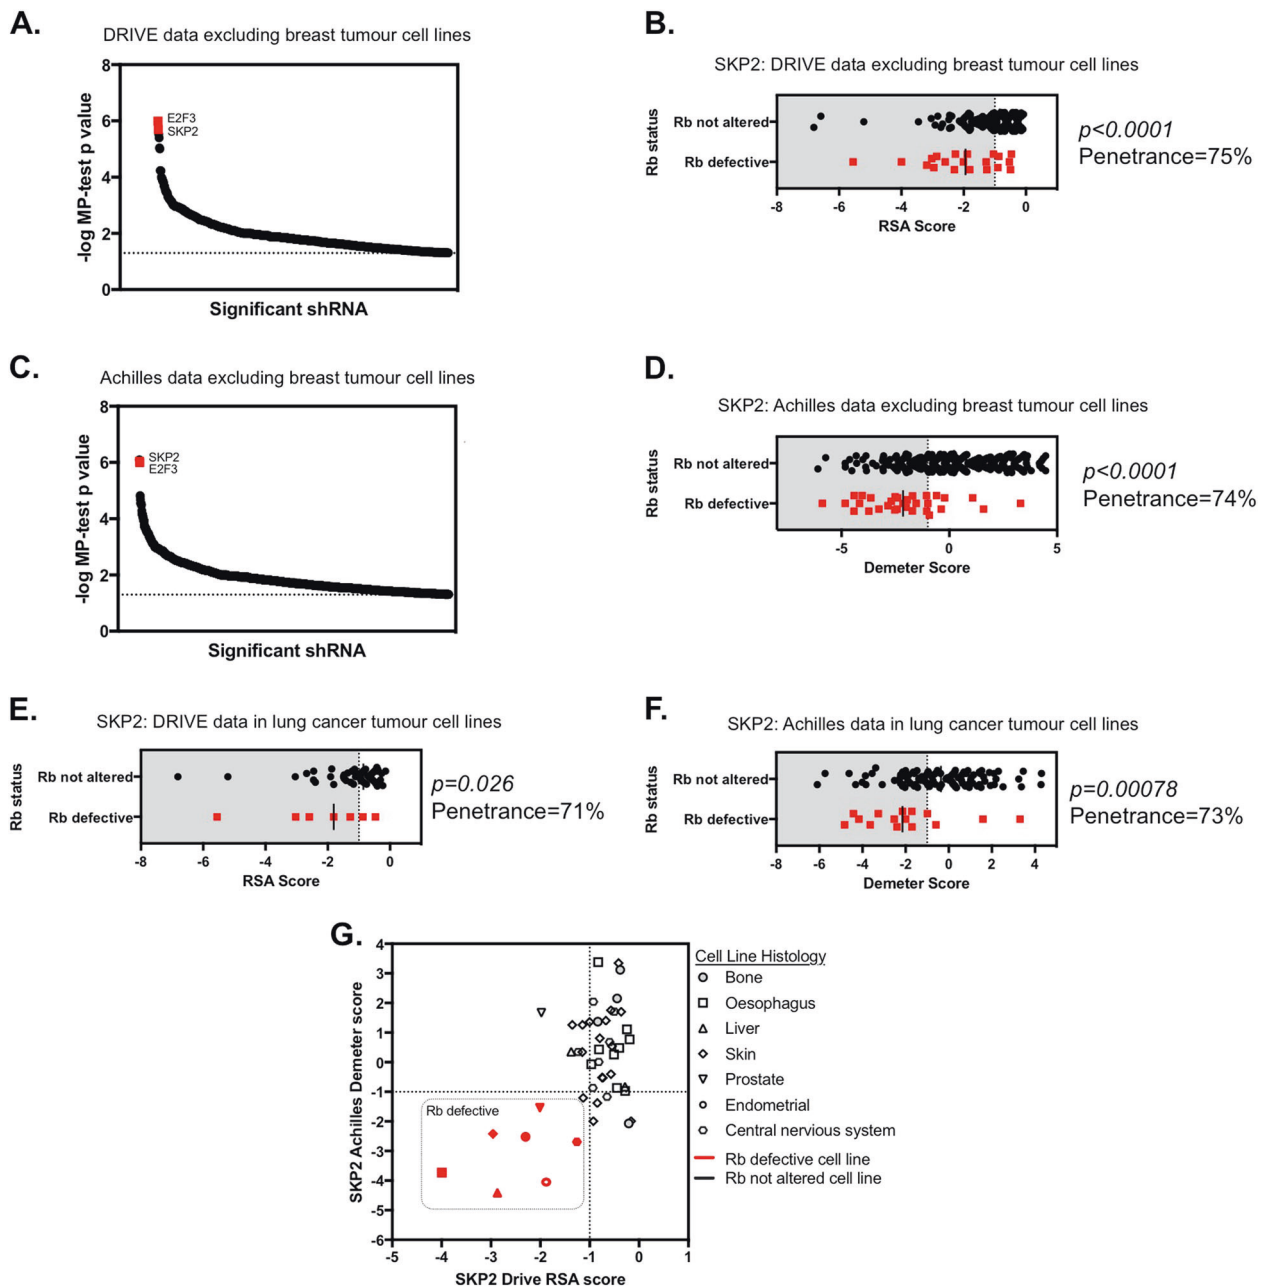 A.
DRIVE data excluding breast tumour cell lines
-log MP-test p value
8
6
4
2
0
E2F3
SKP2
Significant shRNA
B.
SKP2: DRIVE data excluding breast tumour cell lines
Rb status
Rb not altered
Rb defective
-8 -6 -4 -2 0
RSA Score
p<0.0001
Penetrance=75%
C.
Achilles data excluding breast tumour cell lines
-log MP-test p value
8
6
4
2
0
SKP2
E2F3
Significant shRNA
D.
SKP2: Achilles data excluding breast tumour cell lines
Rb status
Rb not altered
Rb defective
-5 0 5
Demeter Score
p<0.0001
Penetrance=74%
E.
SKP2: DRIVE data in lung cancer tumour cell lines
Rb status
Rb not altered
Rb defective
-8 -6 -4 -2 0
RSA Score
p=0.026
Penetrance=71%
F.
SKP2: Achilles data in lung cancer tumour cell lines
Rb status
Rb not altered
Rb defective
-8 -6 -4 -2 0 2 4
Demeter Score
p=0.00078
Penetrance=73%
G.
SKP2 Achilles Demeter score
4
3
2
1
0
-1
-2
-3
-4
-5
-6
Rb defective
-5 -4 -3 -2 -1 0 1
SKP2 Drive RSA score
Cell Line Histology
Bone
Oesophagus
Liver
Skin
Prostate
Endometrial
Central nervious system
Rb defective cell line
Rb not altered cell line